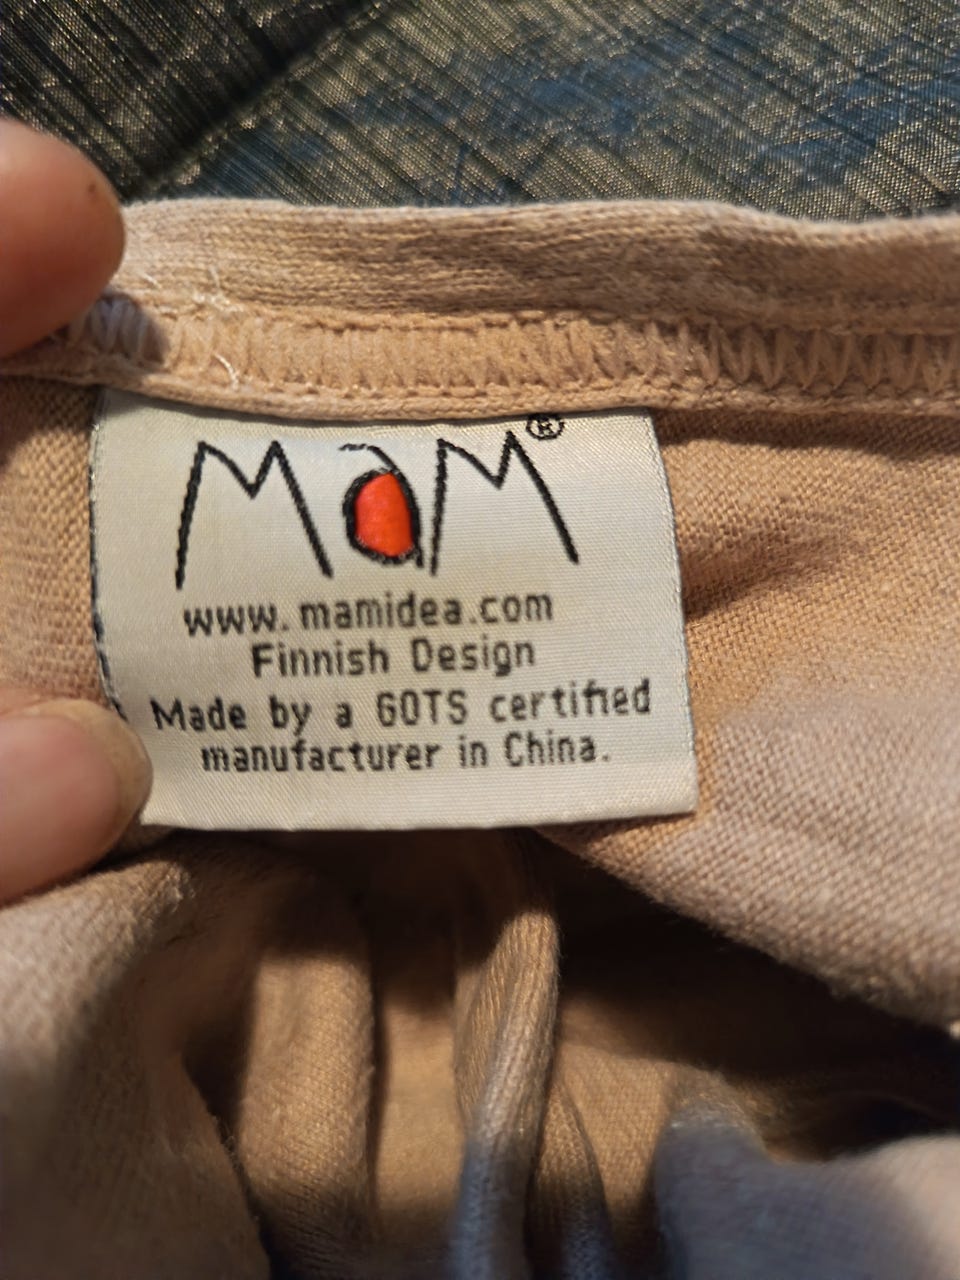 MaM®
www.mamidea.com
Finnish Design
Made by a GOTS certified
manufacturer in China.